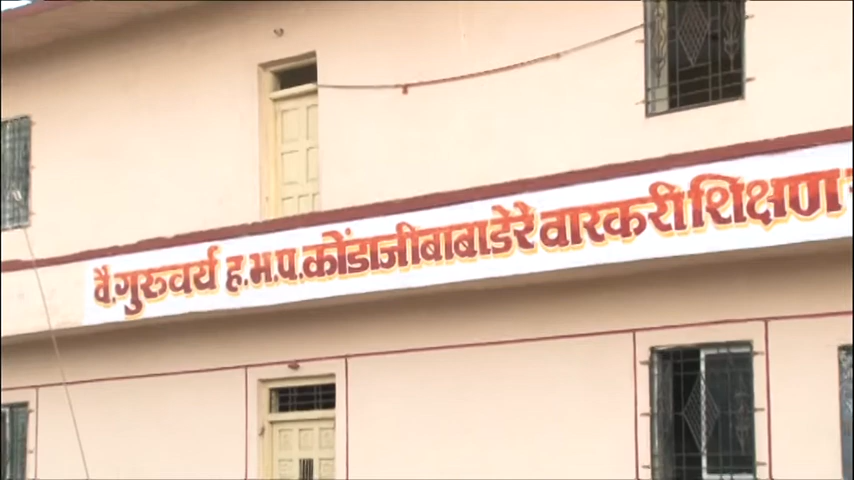 वै.गुरुवर्य ह.भ.प.कोंडाजीबाबाडेरे वारकरी शिक्षण